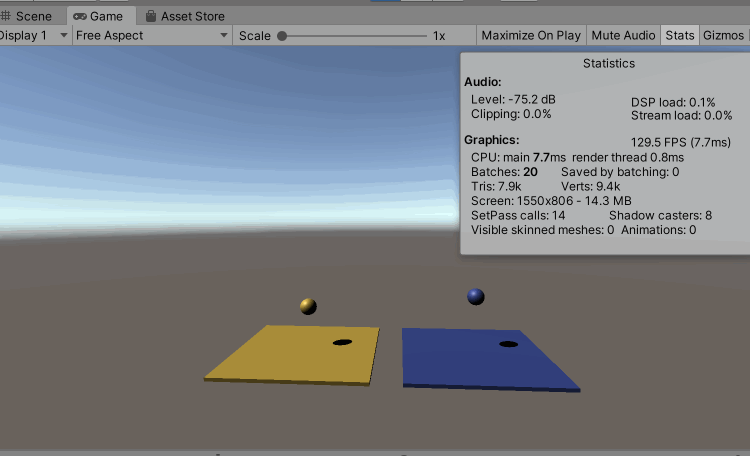 Scene Game Asset Store
Display 1 Free Aspect Scale 1x Maximize On Play Mute Audio Stats Gizmos
Statistics
Audio:
Level: -75.2 dB DSP load: 0.1%
Clipping: 0.0% Stream load: 0.0%
Graphics: 129.5 FPS (7.7ms)
CPU: main 7.7ms render thread 0.8ms
Batches: 20 Saved by batching: 0
Tris: 7.9k Verts: 9.4k
Screen: 1550x806 - 14.3 MB
SetPass calls: 14 Shadow casters: 8
Visible skinned meshes: 0 Animations: 0